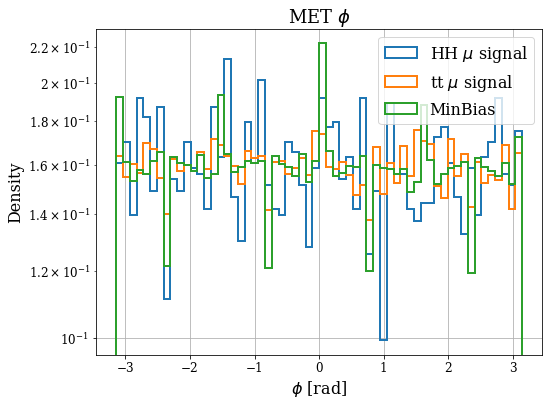 MET ϕ
2.2 × 10⁻¹
2 × 10⁻¹
1.8 × 10⁻¹
1.6 × 10⁻¹
1.4 × 10⁻¹
1.2 × 10⁻¹
10⁻¹
Density
HH μ signal
tt μ signal
MinBias
−3 −2 −1 0 1 2 3
ϕ [rad]